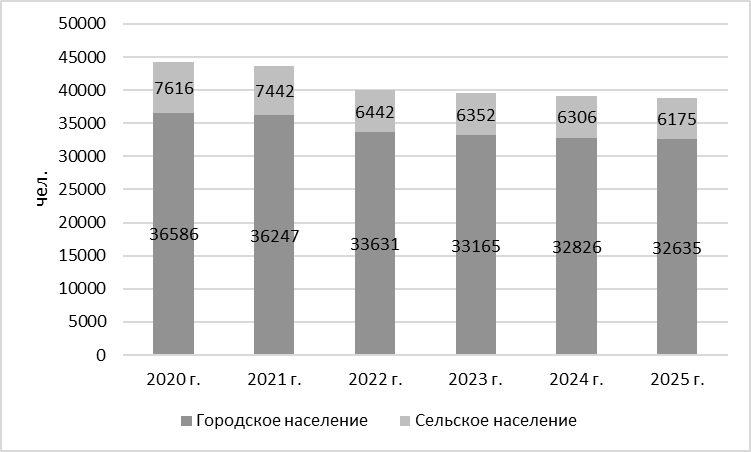 50000
45000
40000
35000
30000
25000
20000
15000
10000
5000
0
чел.
7616 7442 6442 6352 6306 6175
36586 36247 33631 33165 32826 32635
2020 г. 2021 г. 2022 г. 2023 г. 2024 г. 2025 г.
Городское население Сельское население